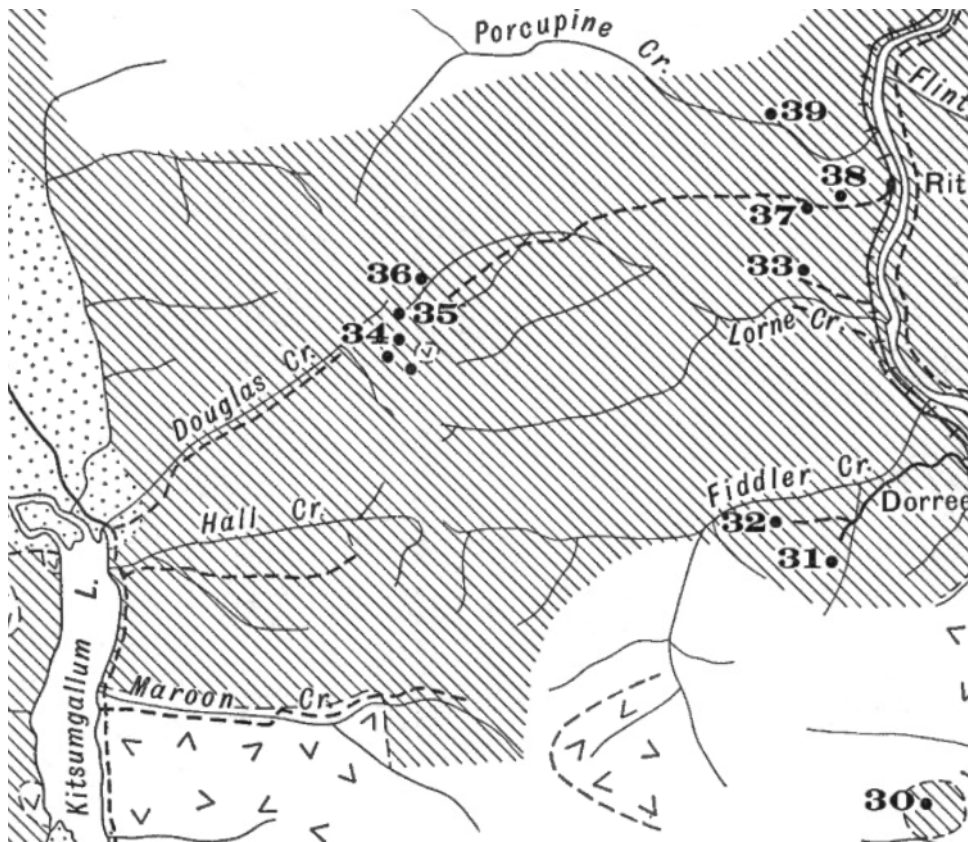 Porcupine Cr.
Flint
39
Rit
38
37
36
33
35
34
Lorne Cr.
Douglas Cr.
Fiddler Cr.
Dorree
Hall Cr.
32
31
Kitsumgallum L.
Maroon Cr.
30